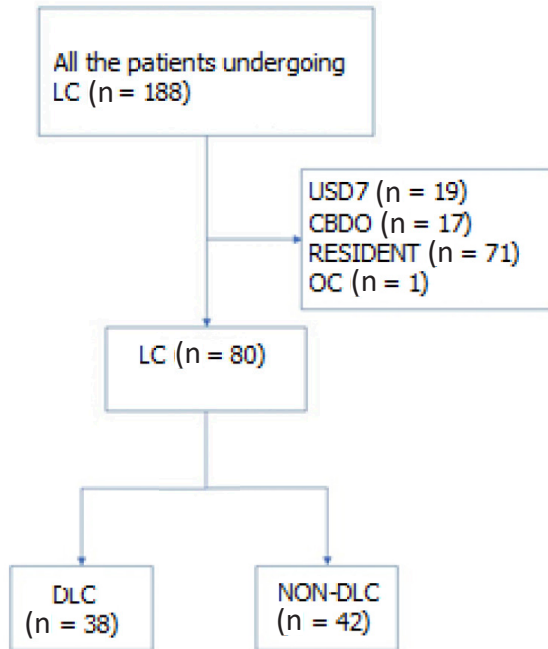 All the patients undergoing
LC (n = 188)
USD7 (n = 19)
CBDO (n = 17)
RESIDENT (n = 71)
OC (n = 1)
LC (n = 80)
DLC
(n = 38)
NON-DLC
(n = 42)